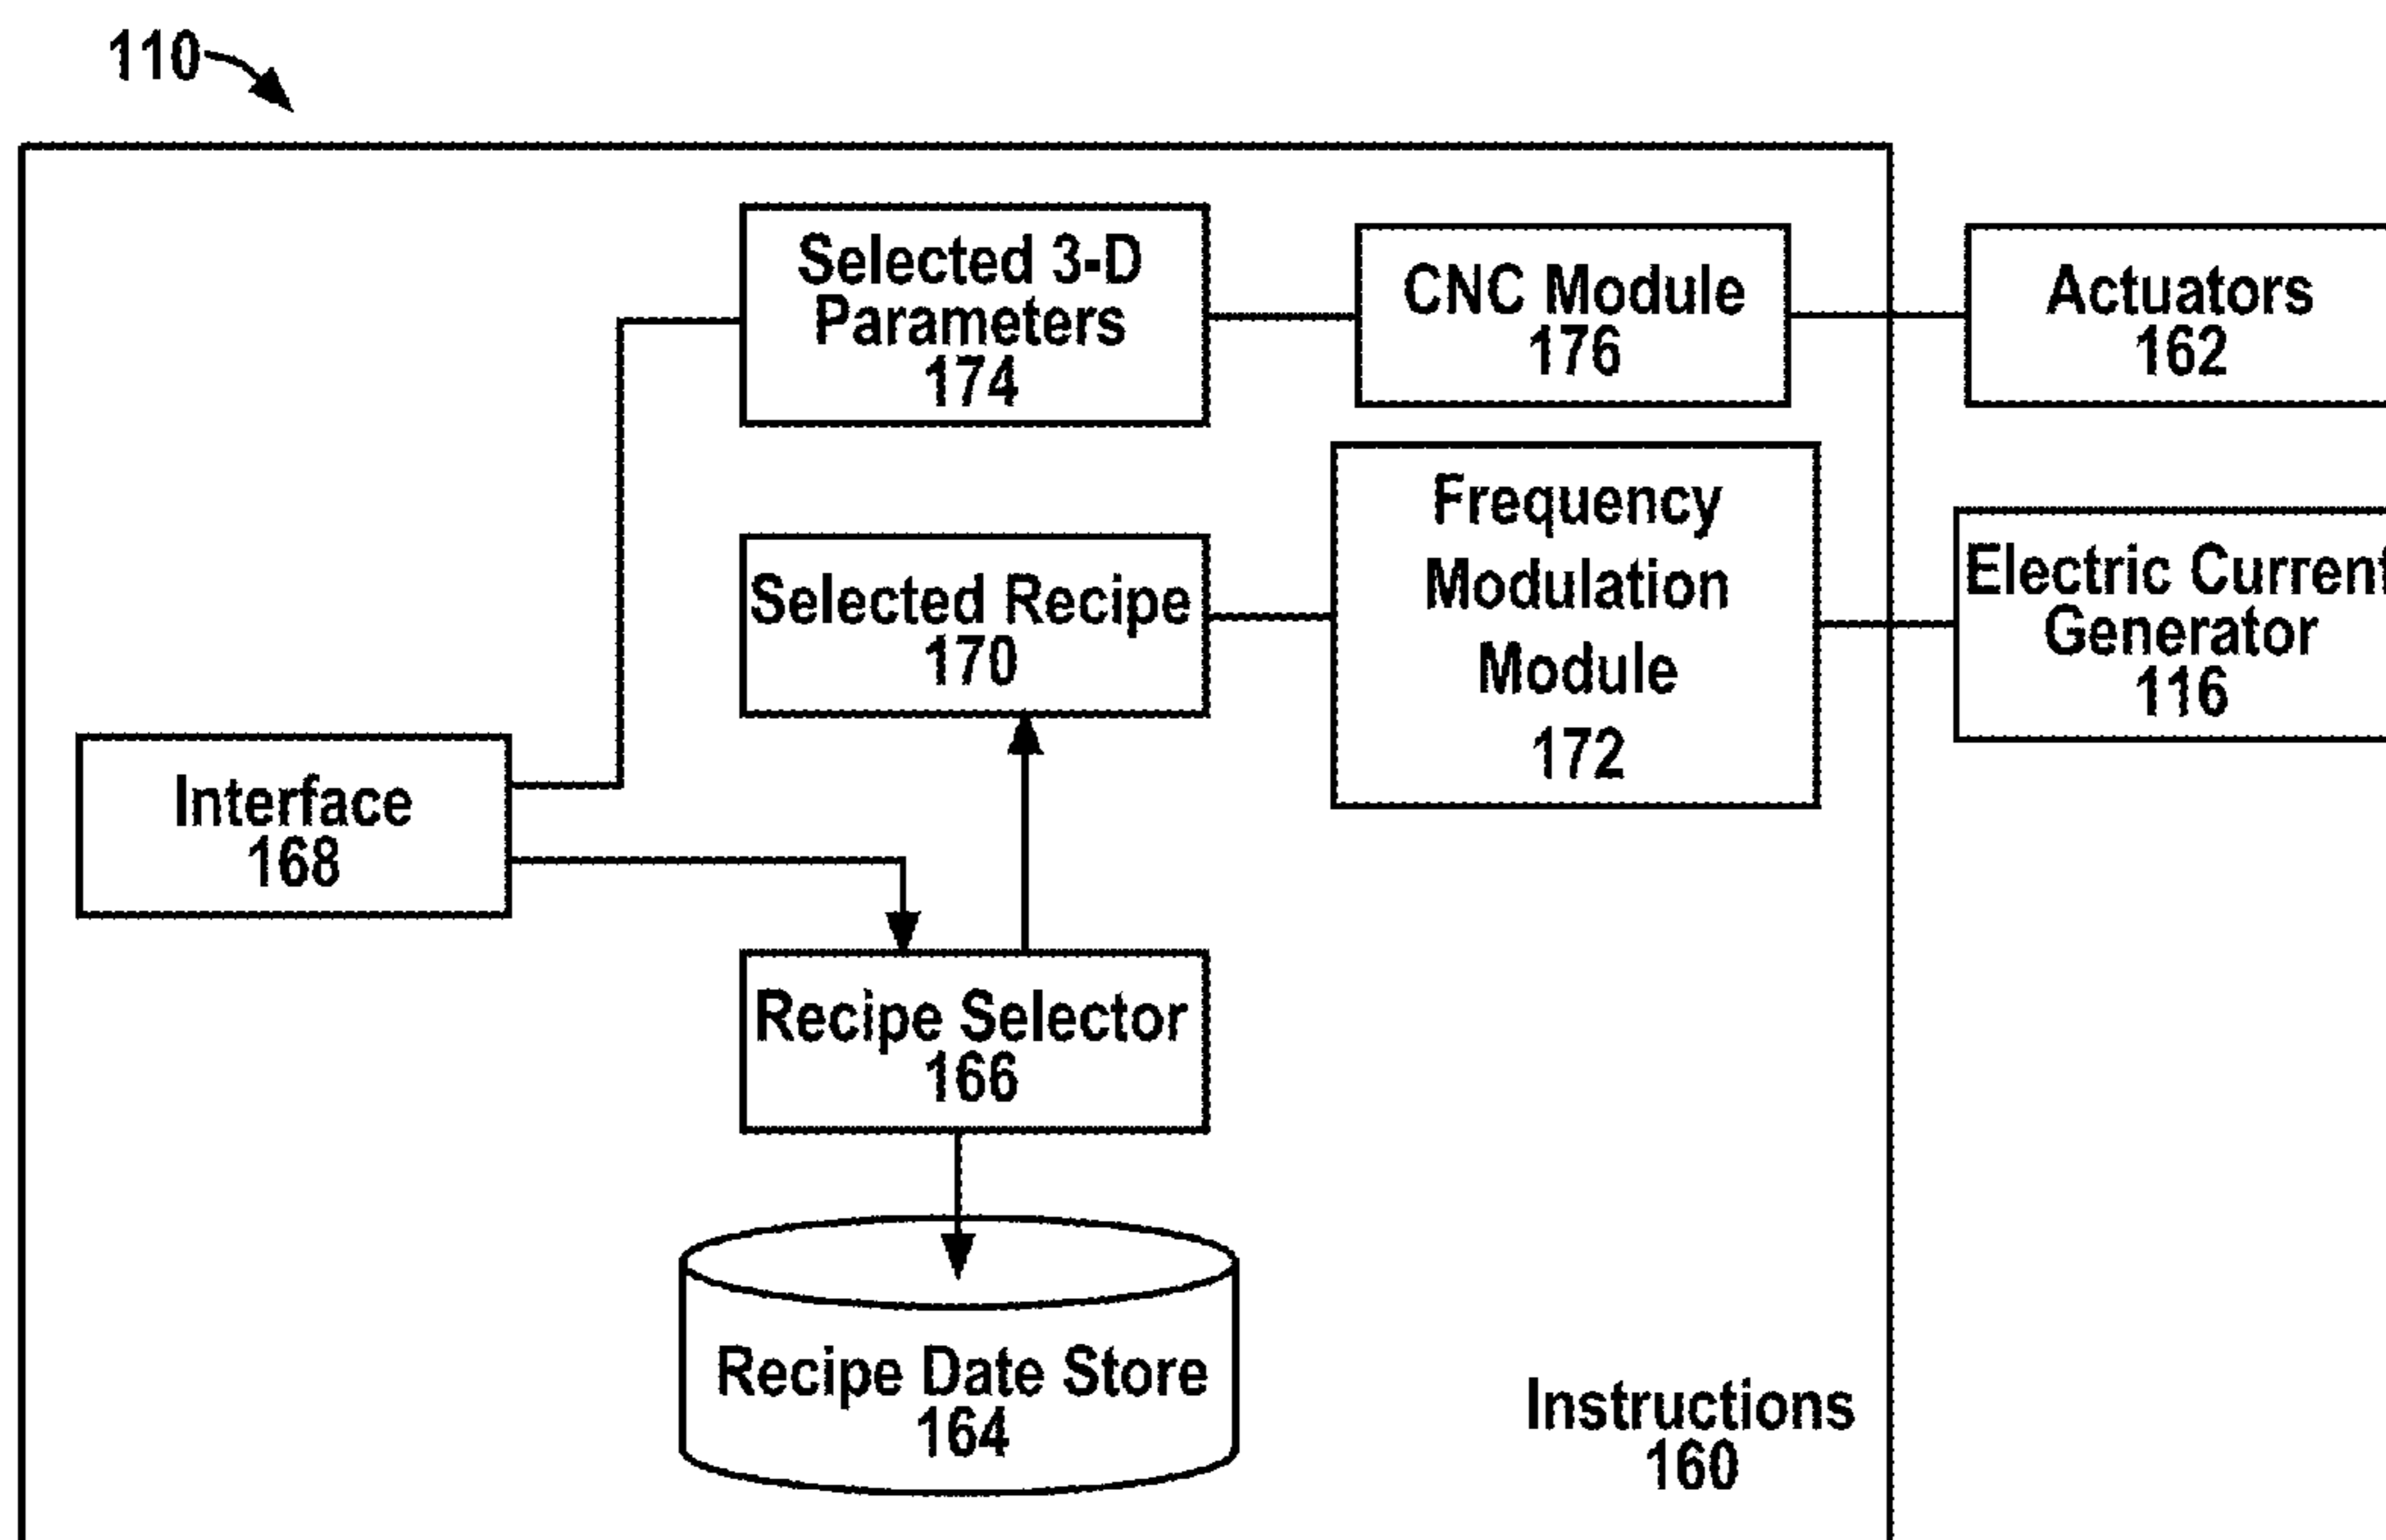 110
Selected 3-D
Parameters
174
CNC Module
176
Actuators
162
Frequency
Modulation
Module
172
Selected Recipe
170
Electric Current
Generator
116
Interface
168
Recipe Selector
166
Recipe Date Store
164
Instructions
160